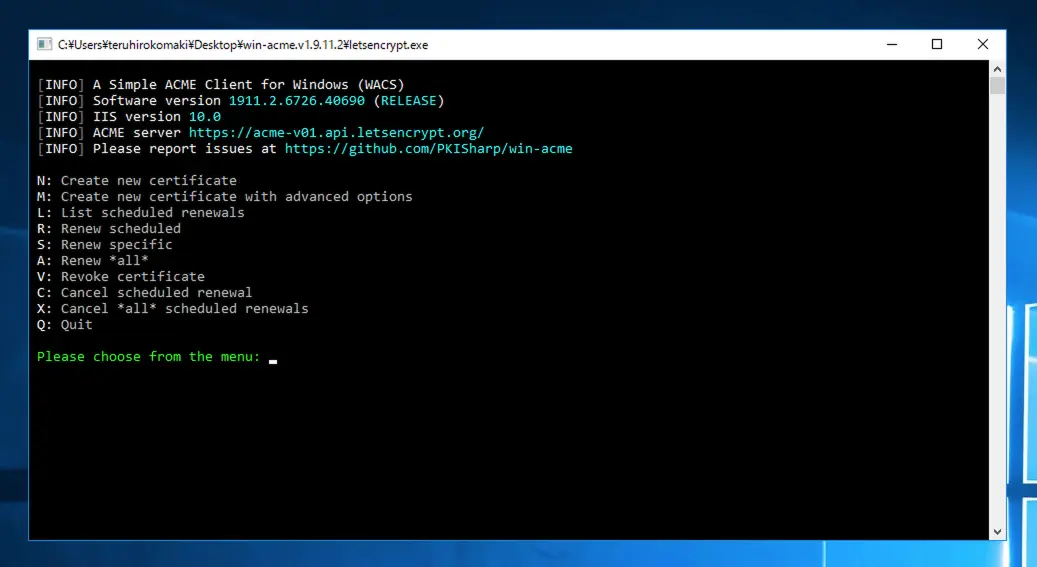 C:¥Users¥teruhirokomaki¥Desktop¥win-acme.v1.9.11.2¥letsencrypt.exe
[INFO] A Simple ACME Client for Windows (WACS)
[INFO] Software version 1911.2.6726.40690 (RELEASE)
[INFO] IIS version 10.0
[INFO] ACME server https://acme-v01.api.letsencrypt.org/
[INFO] Please report issues at https://github.com/PKISharp/win-acme
N: Create new certificate
M: Create new certificate with advanced options
L: List scheduled renewals
R: Renew scheduled
S: Renew specific
A: Renew *all*
V: Revoke certificate
C: Cancel scheduled renewal
X: Cancel *all* scheduled renewals
Q: Quit
Please choose from the menu: